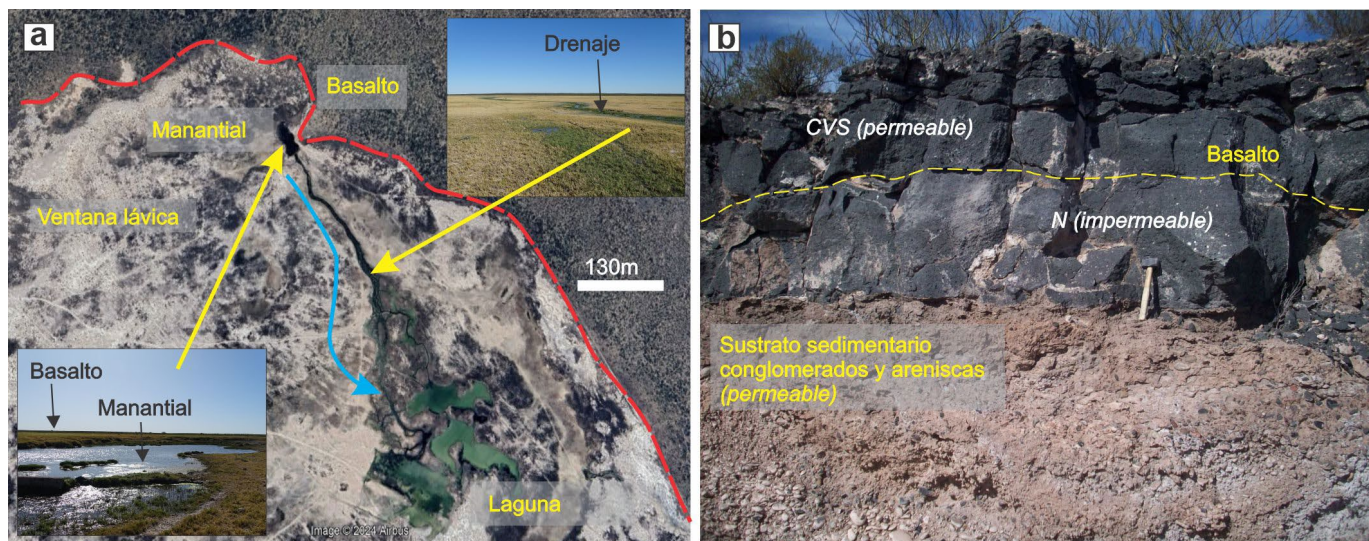 a
Drenaje
Basalto
Manantial
Ventana lávica
130m
Basalto
Manantial
Laguna
Image © 2024 Airbus
b
CVS (permeable)
Basalto
N (impermeable)
Sustrato sedimentario
conglomerados y areniscas
(permeable)